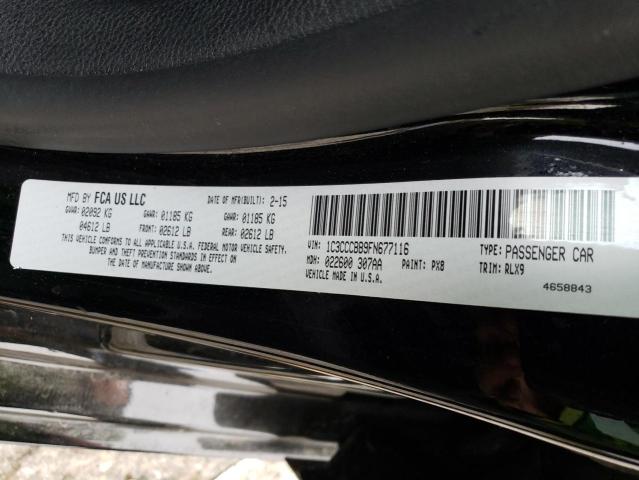 MFD BY FCA US LLC
DATE OF MFR(BUILT): 2-15
GVWR: 02092 KG
GAWR: 01185 KG
GAWR: 01185 KG
04612 LB
FRONT: 02612 LB
REAR: 02612 LB
THIS VEHICLE CONFORMS TO ALL APPLICABLE U.S.A. FEDERAL MOTOR VEHICLE SAFETY,
BUMPER AND THEFT PREVENTION STANDARDS IN EFFECT ON
DATE OF MANUFACTURE SHOWN ABOVE.
VIN: 1C3CCCBB9FN677116
TYPE: PASSENGER CAR
MDH: 022600 307AA
PAINT: PX8
TRIM: RLX9
VEHICLE MADE IN U.S.A.
4658843